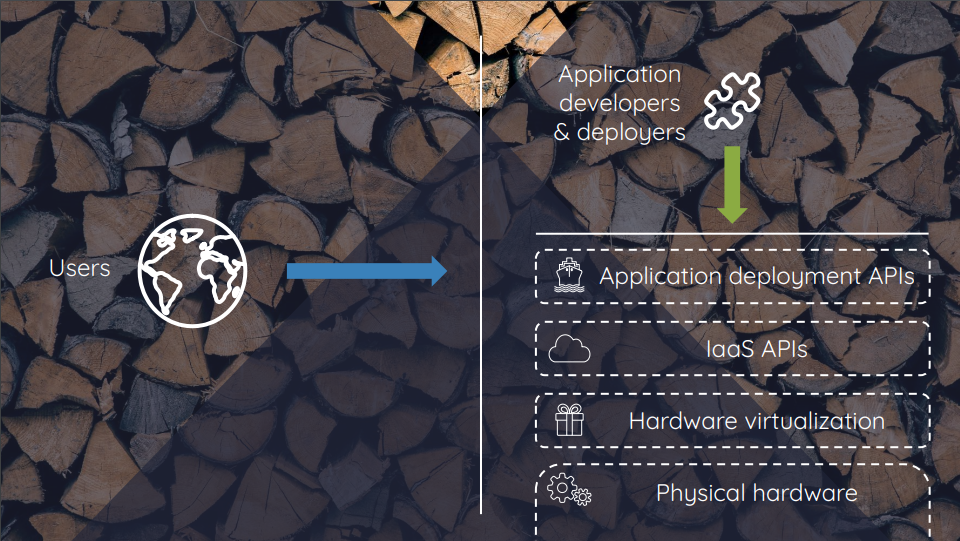 Application
developers
& deployers
Users
Application deployment APIs
IaaS APIs
Hardware virtualization
Physical hardware